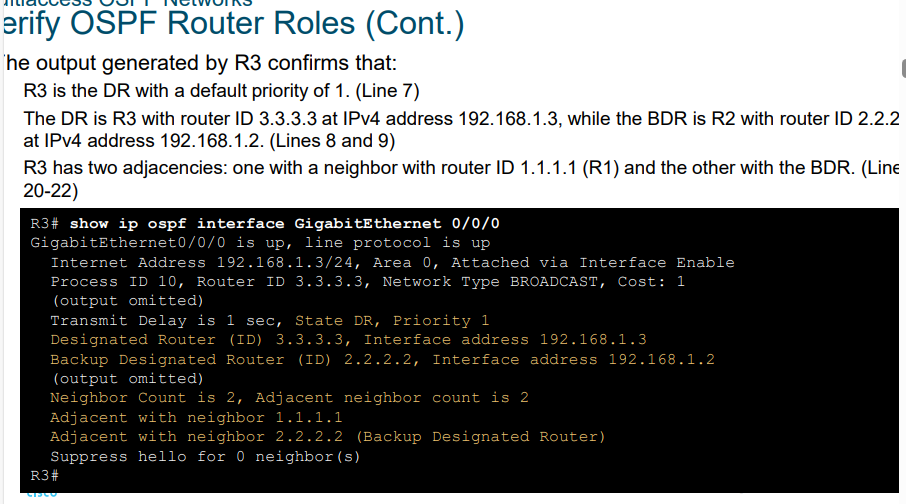 ultiaccess OSPF Networks
erify OSPF Router Roles (Cont.)
he output generated by R3 confirms that:
R3 is the DR with a default priority of 1. (Line 7)
The DR is R3 with router ID 3.3.3.3 at IPv4 address 192.168.1.3, while the BDR is R2 with router ID 2.2.2
at IPv4 address 192.168.1.2. (Lines 8 and 9)
R3 has two adjacencies: one with a neighbor with router ID 1.1.1.1 (R1) and the other with the BDR. (Line
20-22)
R3# show ip ospf interface GigabitEthernet 0/0/0
GigabitEthernet0/0/0 is up, line protocol is up
Internet Address 192.168.1.3/24, Area 0, Attached via Interface Enable
Process ID 10, Router ID 3.3.3.3, Network Type BROADCAST, Cost: 1
(output omitted)
Transmit Delay is 1 sec, State DR, Priority 1
Designated Router (ID) 3.3.3.3, Interface address 192.168.1.3
Backup Designated Router (ID) 2.2.2.2, Interface address 192.168.1.2
(output omitted)
Neighbor Count is 2, Adjacent neighbor count is 2
Adjacent with neighbor 1.1.1.1
Adjacent with neighbor 2.2.2.2 (Backup Designated Router)
Suppress hello for 0 neighbor(s)
R3#
cisco